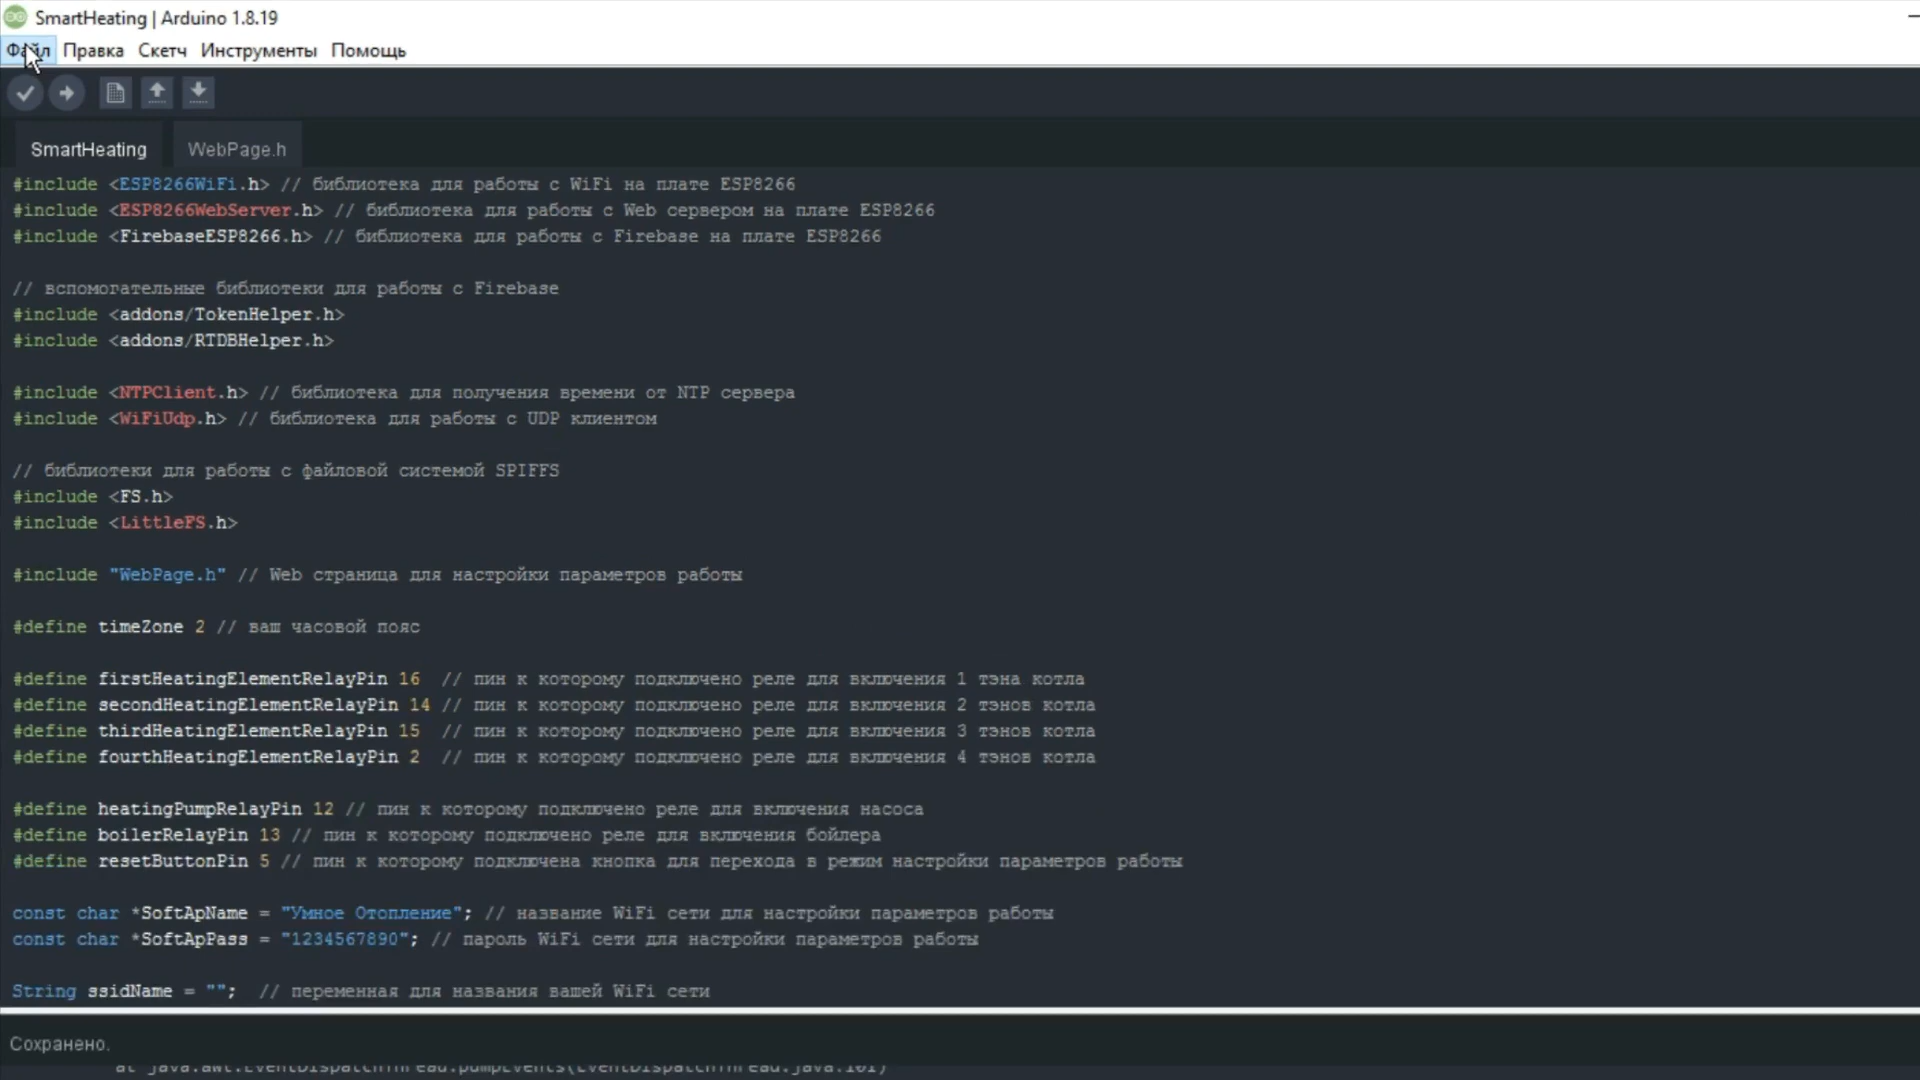 SmartHeating | Arduino 1.8.19
Файл Правка Скетч Инструменты Помощь
SmartHeating WebPage.h
#include <ESP8266WiFi.h> // библиотека для работы с WiFi на плате ESP8266
#include <ESP8266WebServer.h> // библиотека для работы с Web сервером на плате ESP8266
#include <FirebaseESP8266.h> // библиотека для работы с Firebase на плате ESP8266
// вспомогательные библиотеки для работы с Firebase
#include <addons/TokenHelper.h>
#include <addons/RTDBHelper.h>
#include <NTPClient.h> // библиотека для получения времени от NTP сервера
#include <WiFiUdp.h> // библиотека для работы с UDP клиентом
// библиотеки для работы с файловой системой SPIFFS
#include <FS.h>
#include <LittleFS.h>
#include "WebPage.h" // Web страница для настройки параметров работы
#define timeZone 2 // ваш часовой пояс
#define firstHeatingElementRelayPin 16 // пин к которому подключено реле для включения 1 тэна котла
#define secondHeatingElementRelayPin 14 // пин к которому подключено реле для включения 2 тэнов котла
#define thirdHeatingElementRelayPin 15 // пин к которому подключено реле для включения 3 тэнов котла
#define fourthHeatingElementRelayPin 2 // пин к которому подключено реле для включения 4 тэнов котла
#define heatingPumpRelayPin 12 // пин к которому подключено реле для включения насоса
#define boilerRelayPin 13 // пин к которому подключено реле для включения бойлера
#define resetButtonPin 5 // пин к которому подключена кнопка для перехода в режим настройки параметров работы
const char *SoftApName = "Умное Отопление"; // название WiFi сети для настройки параметров работы
const char *SoftApPass = "1234567890"; // пароль WiFi сети для настройки параметров работы
String ssidName = ""; // переменная для названия вашей WiFi сети
Сохранено.
at java.awt.EventDispatchThread.pumpEvents(EventDispatchThread.java:101)